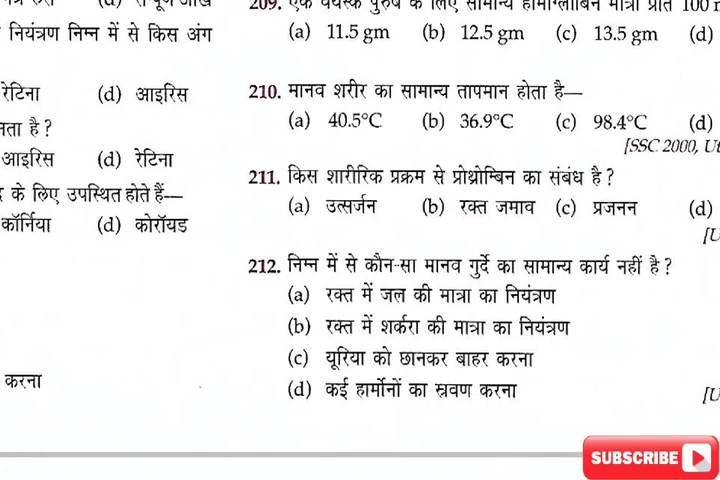 नियंत्रण निम्न में से किस अंग
रेटिना (d) आइरिस
है?
आइरिस (d) रेटिना
के लिए उपस्थित होते हैं—
कॉर्निया (d) कोरॉयड
करना
209. एक वयस्क पुरुष के लिए सामान्य हीमोग्लोबिन मात्रा प्रति 100
(a) 11.5 gm (b) 12.5 gm (c) 13.5 gm (d)
210. मानव शरीर का सामान्य तापमान होता है—
(a) 40.5°C (b) 36.9°C (c) 98.4°C (d)
[SSC 2000,
211. किस शारीरिक प्रक्रम से प्रोथ्रोम्बिन का संबंध है?
(a) उत्सर्जन (b) रक्त जमाव (c) प्रजनन (d)
[U
212. निम्न में से कौन-सा मानव गुर्दे का सामान्य कार्य नहीं है?
(a) रक्त में जल की मात्रा का नियंत्रण
(b) रक्त में शर्करा की मात्रा का नियंत्रण
(c) यूरिया को छानकर बाहर करना
(d) कई हार्मोनों का स्रवण करना
[U
SUBSCRIBE